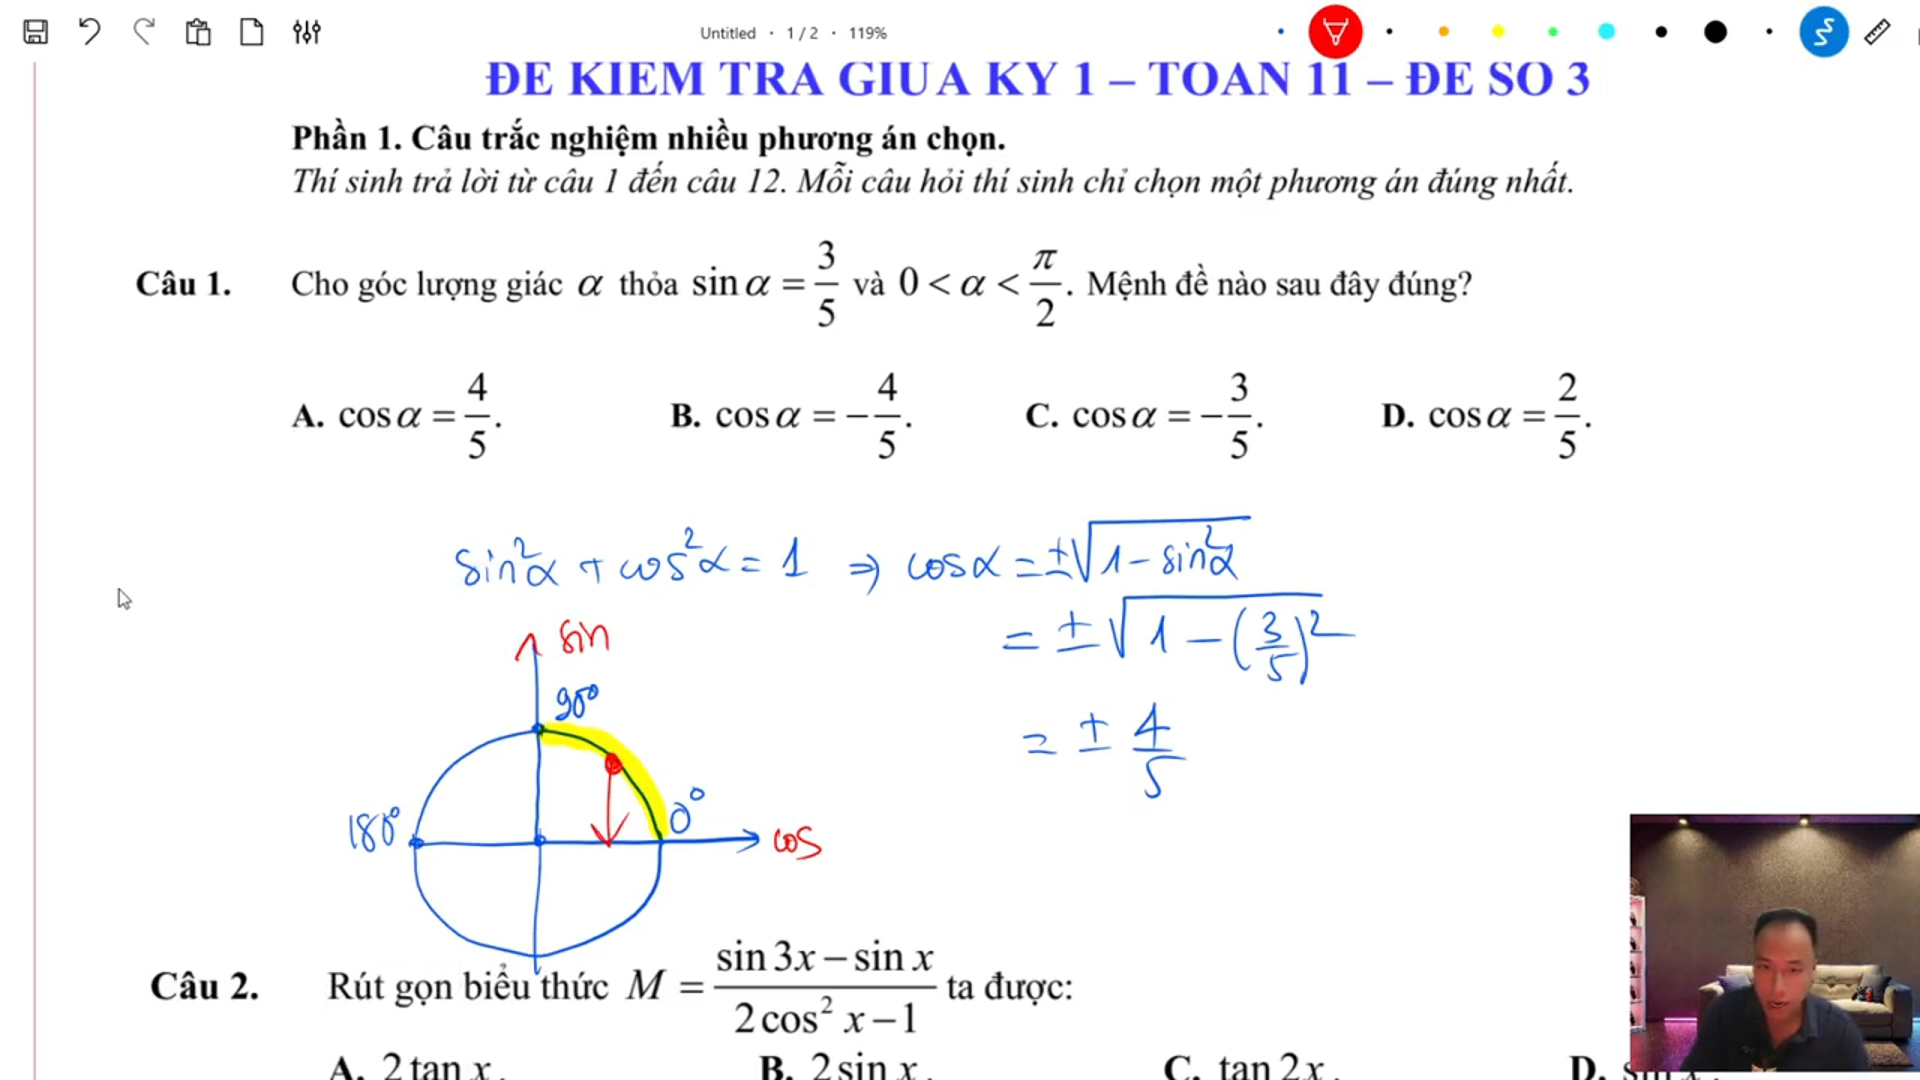 Untitled • 1 / 2 • 119%
ĐE KIEM TRA GIUA KY 1 – TOAN 11 – ĐE SO 3
Phần 1. Câu trắc nghiệm nhiều phương án chọn.
Thí sinh trả lời từ câu 1 đến câu 12. Mỗi câu hỏi thí sinh chỉ chọn một phương án đúng nhất.
Câu 1. Cho góc lượng giác α thỏa sin α = 3/5 và 0 < α < π/2. Mệnh đề nào sau đây đúng?
A. cos α = 4/5. B. cos α = −4/5. C. cos α = −3/5. D. cos α = 2/5.
sin²α + cos²α = 1 ⇒ cosα = ±√(1 − sin²α)
= ±√(1 − (3/5)²)
= ± 4/5
sin
90°
180°
0°
cos
Câu 2. Rút gọn biểu thức M = (sin 3x − sin x)/(2cos² x − 1) ta được:
A. 2 tan x. B. 2 sin x. C. tan 2x. D.